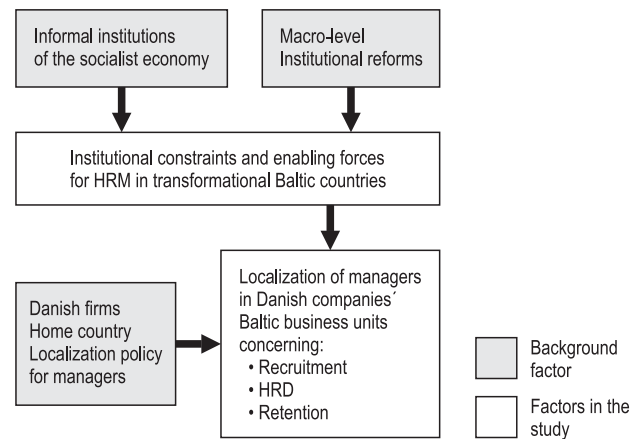 Informal institutions
of the socialist economy
Macro-level
Institutional reforms
Institutional constraints and enabling forces
for HRM in transformational Baltic countries
Localization of managers
in Danish companies´
Baltic business units
concerning:
• Recruitment
• HRD
• Retention
Danish firms
Home country
Localization policy
for managers
Background
factor
Factors in the
study